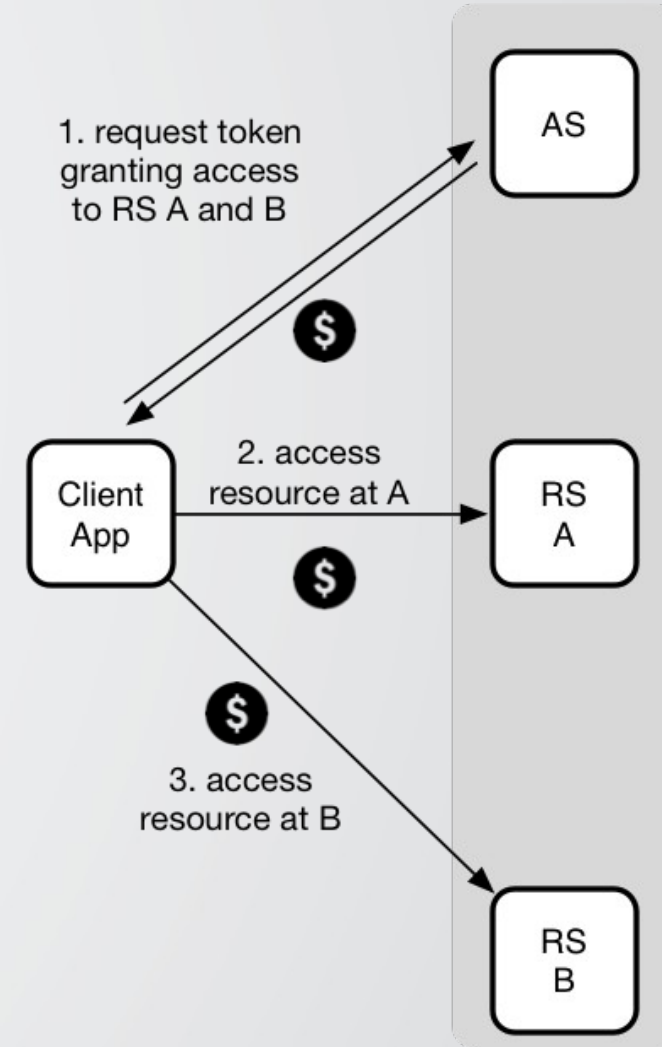 AS
1. request token
granting access
to RS A and B
$
2. access
resource at A
Client
App
RS
A
$
$
3. access
resource at B
RS
B